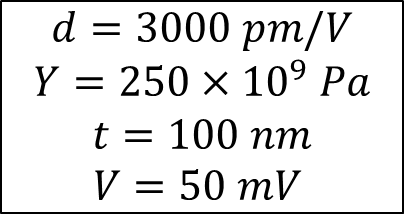 d = 3000 pm/V
Y = 250 × 10⁹ Pa
t = 100 nm
V = 50 mV